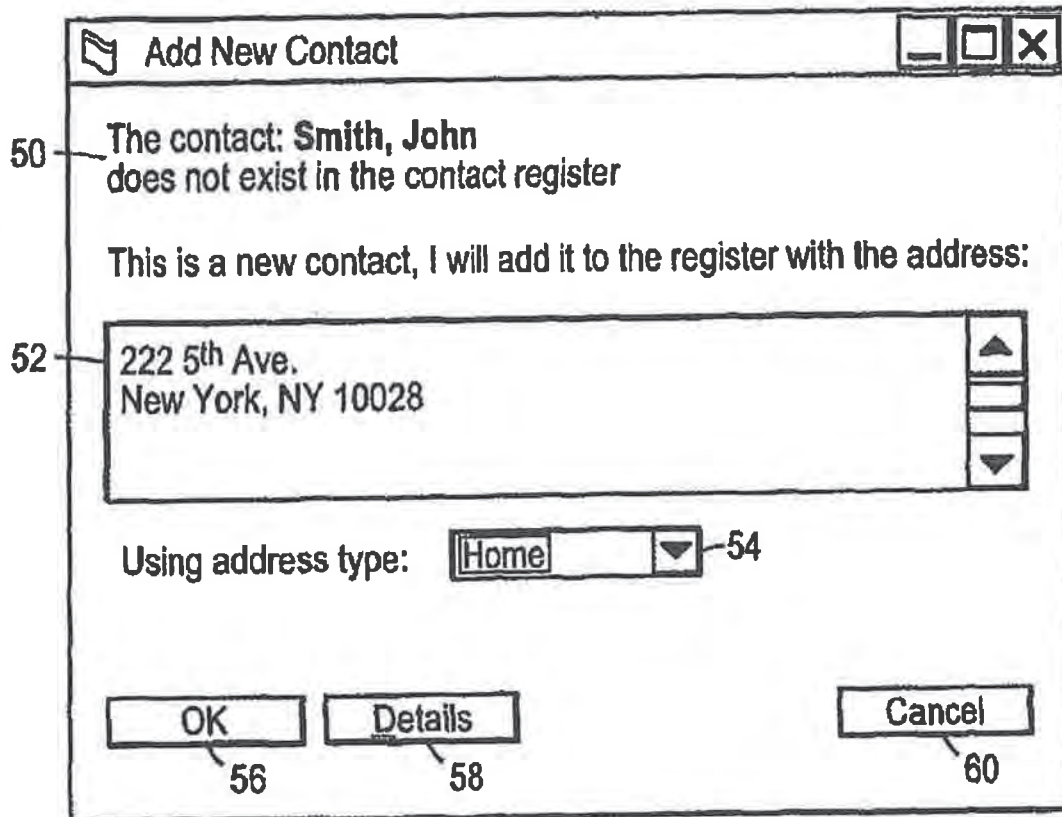 Add New Contact
50
The contact: Smith, John
does not exist in the contact register
This is a new contact, I will add it to the register with the address:
52
222 5th Ave.
New York, NY 10028
Using address type: Home 54
OK Details Cancel
56 58 60